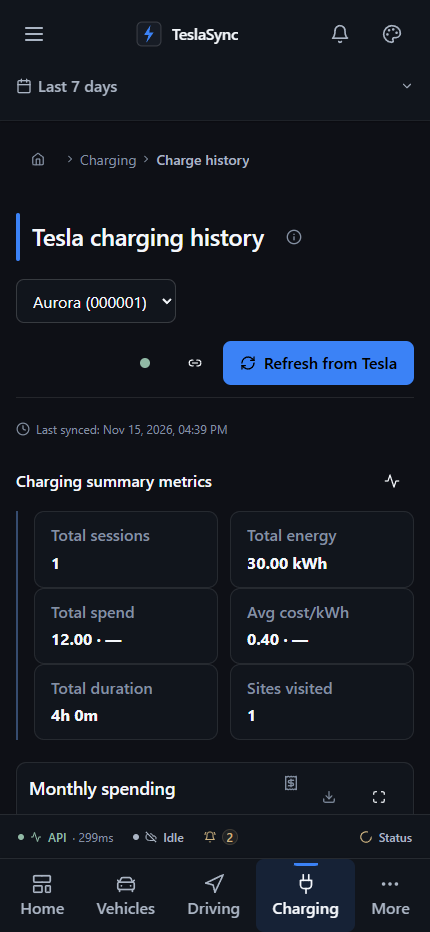 TeslaSync
Last 7 days
Charging
Charge history
Tesla charging history
Aurora (000001)
Refresh from Tesla
Last synced: Nov 15, 2026, 04:39 PM
Charging summary metrics
Total sessions
1
Total energy
30.00 kWh
Total spend
12.00 · —
Avg cost/kWh
0.40 · —
Total duration
4h 0m
Sites visited
1
Monthly spending
API · 299ms
Idle
2
Status
Home
Vehicles
Driving
Charging
More